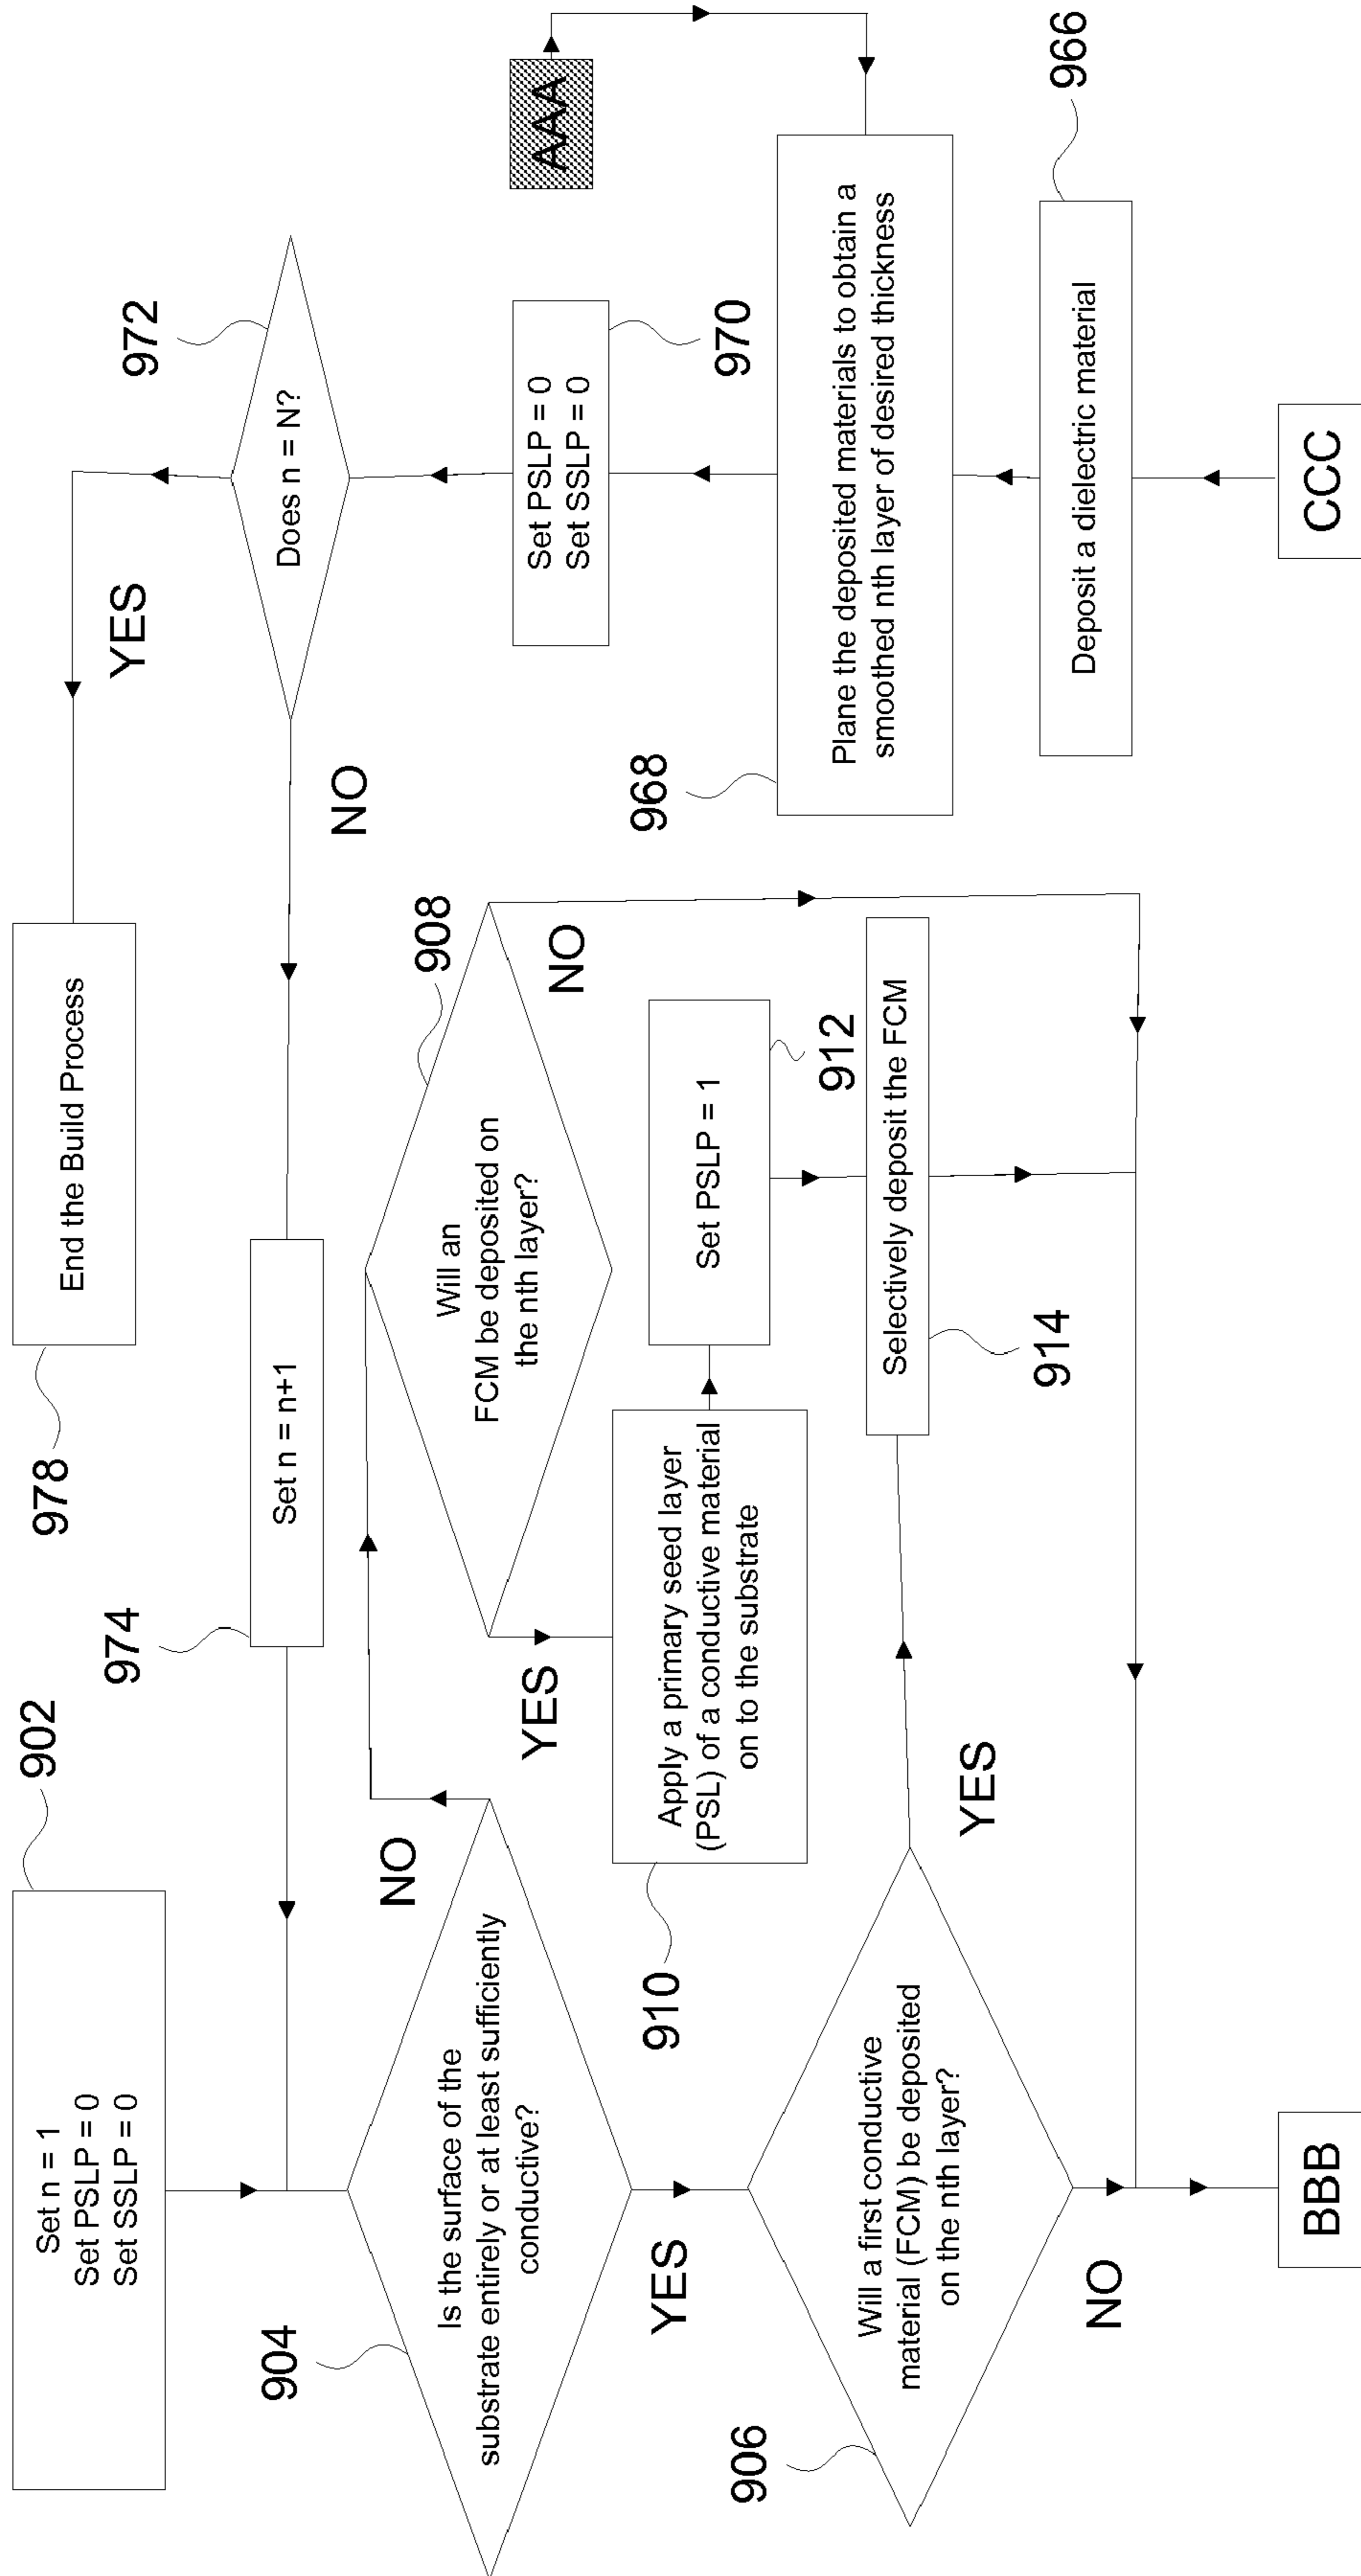 902
Set n = 1
Set PSLP = 0
Set SSLP = 0
904
Is the surface of the
substrate entirely or at least sufficiently
conductive?
NO
YES
906
Will a first conductive
material (FCM) be deposited
on the nth layer?
YES
NO
BBB
908
Will an
FCM be deposited on
the nth layer?
NO
YES
910
Apply a primary seed layer
(PSL) of a conductive material
on to the substrate
Set PSLP = 1
912
Selectively deposit the FCM
914
974
Set n = n+1
978
End the Build Process
972
YES
Does n = N?
NO
Set PSLP = 0
Set SSLP = 0
970
AAA
968
Plane the deposited materials to obtain a
smoothed nth layer of desired thickness
966
Deposit a dielectric material
CCC